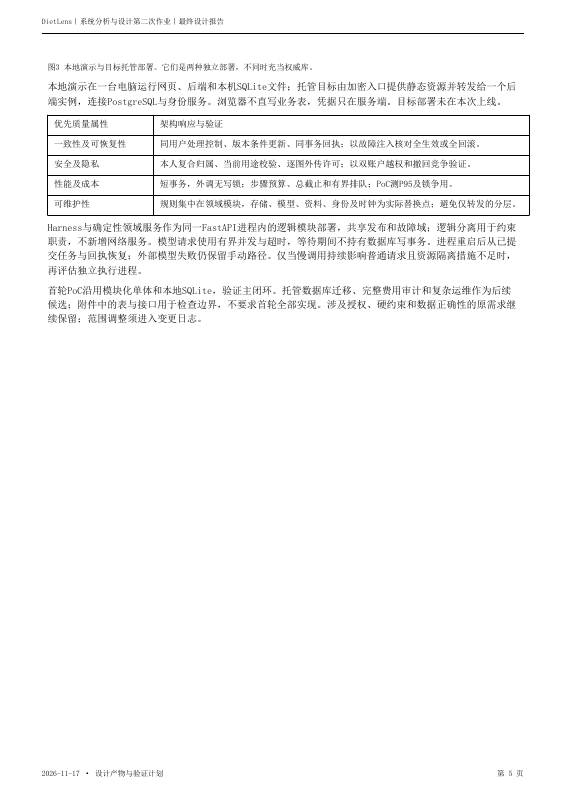 DietLens | 系统分析与设计第二次作业 | 最终设计报告
图3 本地演示与目标托管部署。它们是两种独立部署，不同时充当权威库。
本地演示在一台电脑运行网页、后端和本机SQLite文件；托管目标由加密入口提供静态资源并转发给一个后
端实例，连接PostgreSQL与身份服务。浏览器不直写业务表，凭据只在服务端。目标部署未在本次上线。
优先质量属性 架构响应与验证
一致性及可恢复性 同用户处理控制、版本条件更新、同事务回执；以故障注入核对全生效或全回滚。
安全及隐私 本人复合归属、当前用途校验、逐图外传许可；以双账户越权和撤回竞争验证。
性能及成本 短事务，外调无写锁；步骤预算、总截止和有界排队；PoC测P95及锁争用。
可维护性 规则集中在领域模块，存储、模型、资料、身份及时钟为实际替换点；避免仅转发的分层。
Harness与确定性领域服务作为同一FastAPI进程内的逻辑模块部署，共享发布和故障域；逻辑分离用于约束
职责，不新增网络服务。模型请求使用有界并发与超时，等待期间不持有数据库写事务。进程重启后从已提
交任务与回执恢复；外部模型失败仍保留手动路径。仅当慢调用持续影响普通请求且资源隔离措施不足时，
再评估独立执行进程。
首轮PoC沿用模块化单体和本地SQLite，验证主闭环。托管数据库迁移、完整费用审计和复杂运维作为后续
候选；附件中的表与接口用于检查边界，不要求首轮全部实现。涉及授权、硬约束和数据正确性的原需求继
续保留；范围调整须进入变更日志。
2026-11-17 • 设计产物与验证计划
第 5 页